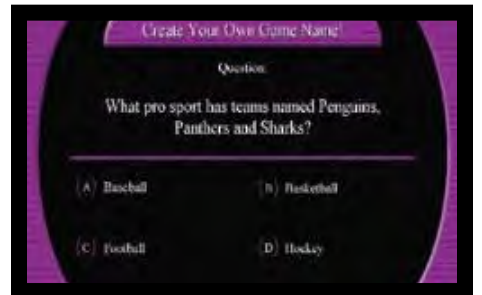 Create Your Own Game Name!
Question:
What pro sport has teams named Penguins,
Panthers and Sharks?
(A) Baseball
(B) Basketball
(C) Football
(D) Hockey